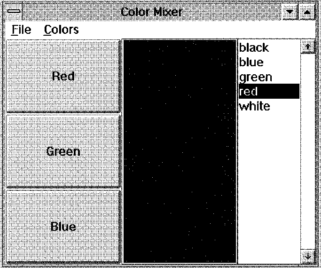 Color Mixer
File Colors
Red
Green
Blue
black
blue
green
red
white